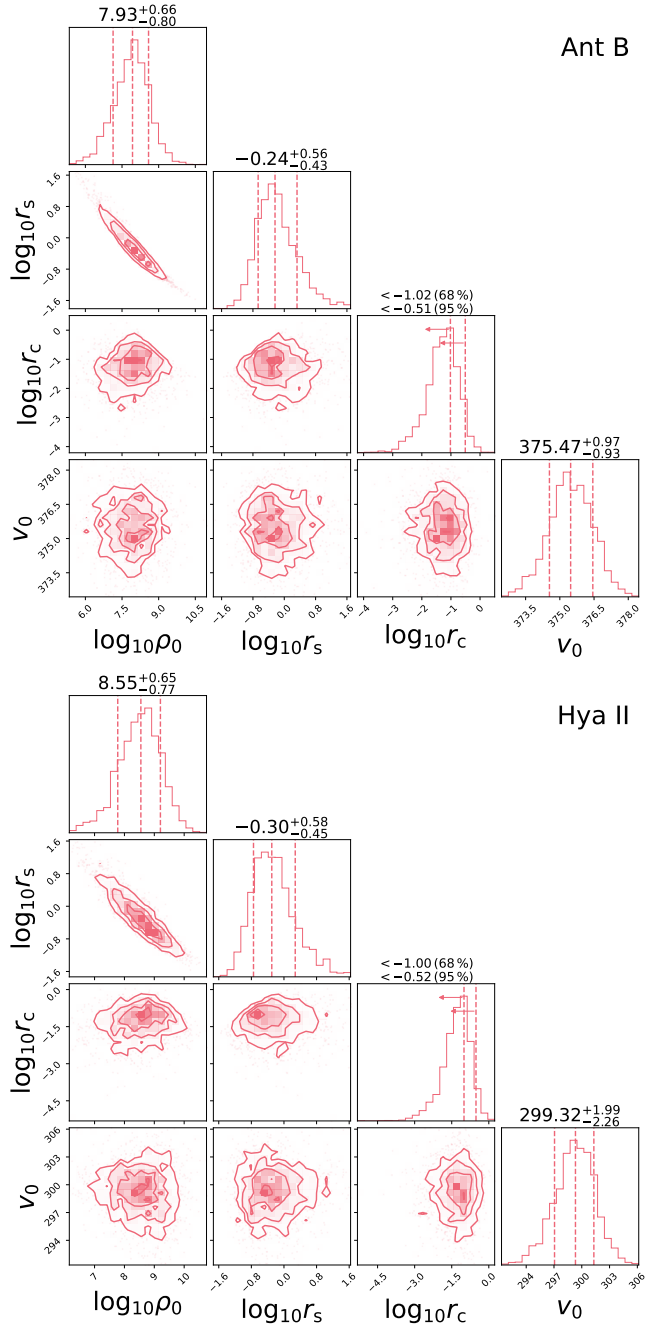 7.93+0.66−0.80
Ant B
log10rs
1.6
0.8
0.0
−0.8
−1.6
−0.24+0.56−0.43
log10rc
0
−1
−2
−3
−4
< −1.02 (68 %)
< −0.51 (95 %)
v0
378.0
376.5
375.0
373.5
375.47+0.97−0.93
6.0 7.5 9.0 10.5
−1.6 −0.8 0.0 0.8 1.6
−4 −3 −2 −1 0
373.5 375.0 376.5 378.0
log10ρ0
log10rs
log10rc
v0
8.55+0.65−0.77
Hya II
log10rs
1.6
0.8
0.0
−0.8
−1.6
−0.30+0.58−0.45
log10rc
0.0
−1.5
−3.0
−4.5
< −1.00 (68 %)
< −0.52 (95 %)
v0
306
303
300
297
294
299.32+1.99−2.26
7 8 9 10
−1.6 −0.8 0.0 0.8 1.6
−4.5 −3.0 −1.5 0.0
294 297 300 303 306
log10ρ0
log10rs
log10rc
v0